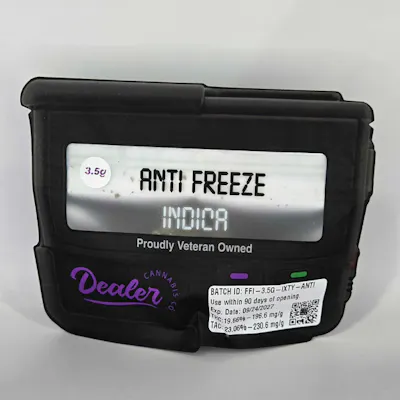 3.5g
ANTI FREEZE
INDICA
Proudly Veteran Owned
Dealer
CANNABIS CO
BATCH ID: FFI-3.5G-IXTY-ANTI
Use within 90 days of opening.
Exp. Date: 09/24/2027
THC: 19.66%-196.6 mg/g
TAC: 23.06%-230.6 mg/g